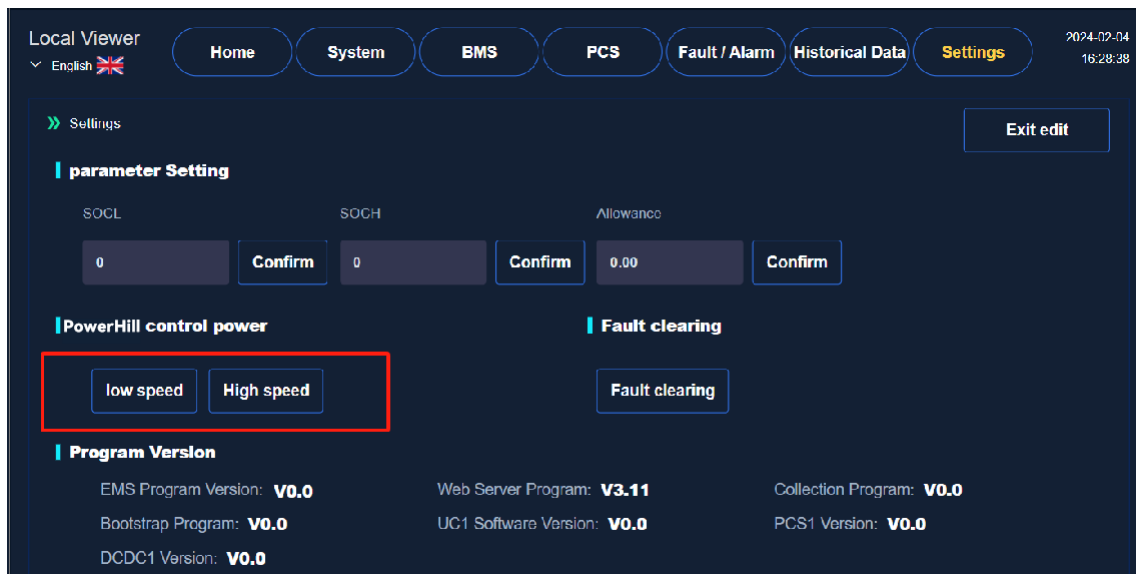 Local Viewer
English
Home
System
BMS
PCS
Fault / Alarm
Historical Data
Settings
2024-02-04
16:28:38
Settings
Exit edit
parameter Setting
SOCL
SOCH
Allowance
0
Confirm
0
Confirm
0.00
Confirm
PowerHill control power
Fault clearing
low speed
High speed
Fault clearing
Program Version
EMS Program Version: V0.0
Web Server Program: V3.11
Collection Program: V0.0
Bootstrap Program: V0.0
UC1 Software Version: V0.0
PCS1 Version: V0.0
DCDC1 Version: V0.0